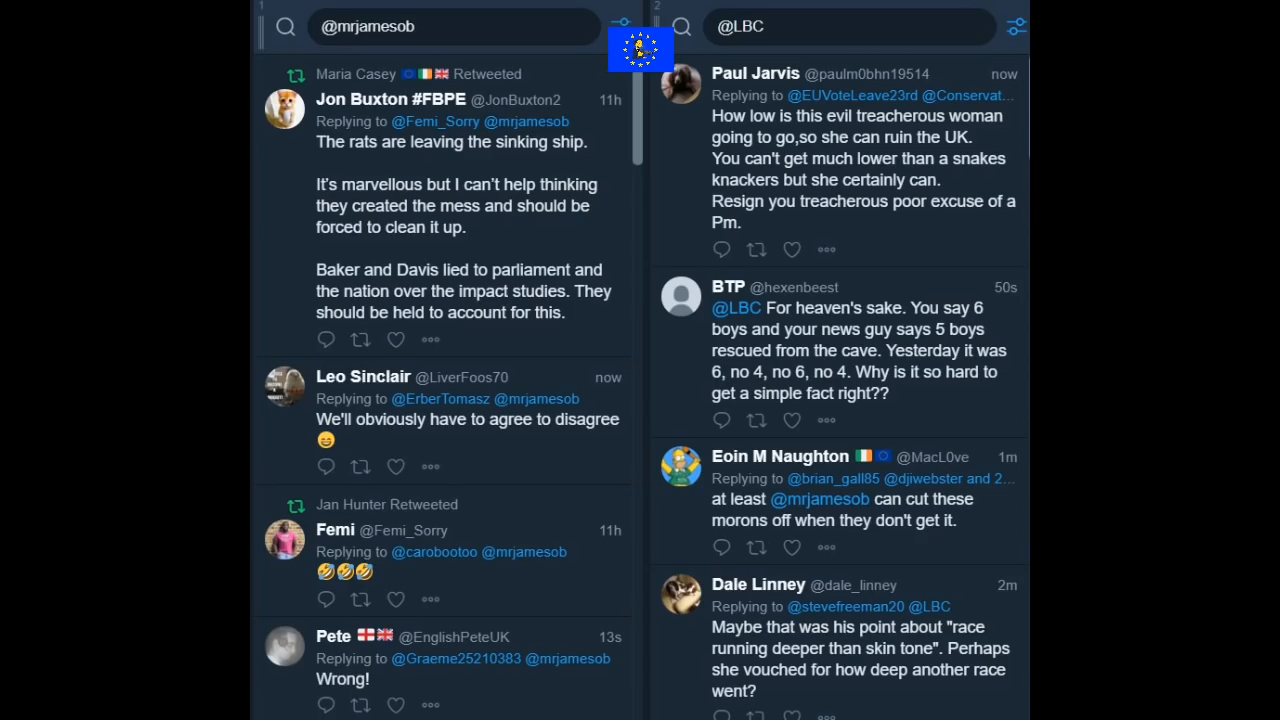 1
@mrjamesob
Maria Casey 🇪🇺🇮🇪🇬🇧 Retweeted
Jon Buxton #FBPE @JonBuxton2 11h
Replying to @Femi_Sorry @mrjamesob
The rats are leaving the sinking ship.
It's marvellous but I can't help thinking
they created the mess and should be
forced to clean it up.
Baker and Davis lied to parliament and
the nation over the impact studies. They
should be held to account for this.
Leo Sinclair @LiverFoos70 now
Replying to @ErberTomasz @mrjamesob
We'll obviously have to agree to disagree
😄
Jan Hunter Retweeted
Femi @Femi_Sorry 11h
Replying to @carobootoo @mrjamesob
🤣🤣🤣
Pete 🏴󠁧󠁢󠁥󠁮󠁧󠁿🇬🇧 @EnglishPeteUK 13s
Replying to @Graeme25210383 @mrjamesob
Wrong!
2
@LBC
Paul Jarvis @paulm0bhn19514 now
Replying to @EUVoteLeave23rd @Conservat...
How low is this evil treacherous woman
going to go,so she can ruin the UK.
You can't get much lower than a snakes
knackers but she certainly can.
Resign you treacherous poor excuse of a
Pm.
BTP @hexenbeest 50s
@LBC For heaven's sake. You say 6
boys and your news guy says 5 boys
rescued from the cave. Yesterday it was
6, no 4, no 6, no 4. Why is it so hard to
get a simple fact right??
Eoin M Naughton 🇮🇪🇪🇺 @MacL0ve 1m
Replying to @brian_gall85 @djiwebster and 2...
at least @mrjamesob can cut these
morons off when they don't get it.
Dale Linney @dale_linney 2m
Replying to @stevefreeman20 @LBC
Maybe that was his point about "race
running deeper than skin tone". Perhaps
she vouched for how deep another race
went?